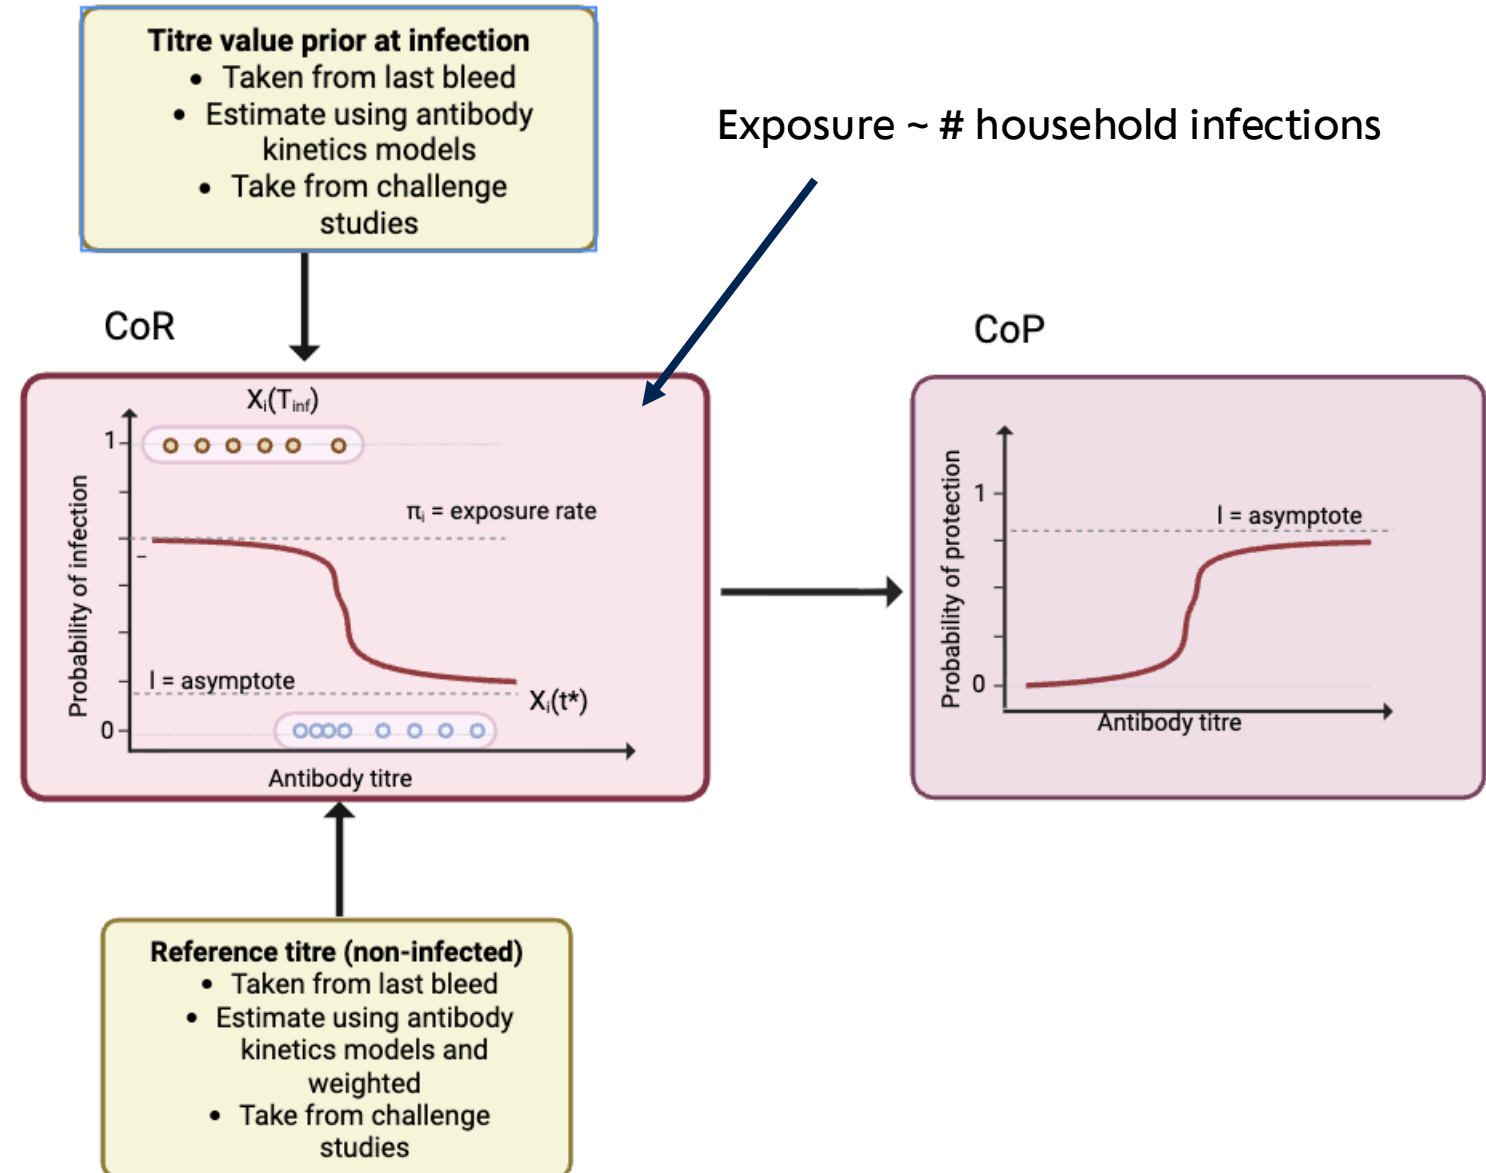 Titre value prior at infection
• Taken from last bleed
• Estimate using antibody
kinetics models
• Take from challenge
studies
Exposure ~ # household infections
CoR
CoP
Xᵢ(Tᵢₙf)
1
πᵢ = exposure rate
Probability of infection
–
l = asymptote
Xᵢ(t*)
0
Antibody titre
1
l = asymptote
Probability of protection
0
Antibody titre
Reference titre (non-infected)
• Taken from last bleed
• Estimate using antibody
kinetics models and
weighted
• Take from challenge
studies